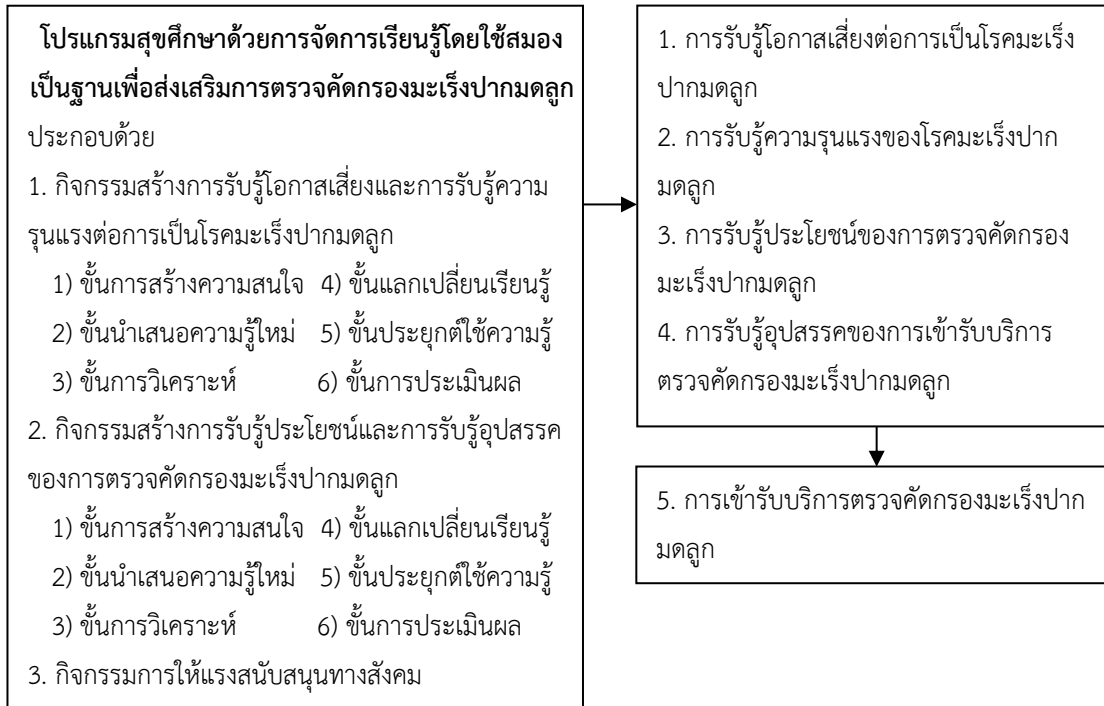 โปรแกรมสุขศึกษาด้วยการจัดการเรียนรู้โดยใช้สมอง
เป็นฐานเพื่อส่งเสริมการตรวจคัดกรองมะเร็งปากมดลูก
ประกอบด้วย
1. กิจกรรมสร้างการรับรู้โอกาสเสี่ยงและการรับรู้ความ
รุนแรงต่อการเป็นโรคมะเร็งปากมดลูก
1) ขั้นการสร้างความสนใจ 4) ขั้นแลกเปลี่ยนเรียนรู้
2) ขั้นนำเสนอความรู้ใหม่ 5) ขั้นประยุกต์ใช้ความรู้
3) ขั้นการวิเคราะห์ 6) ขั้นการประเมินผล
2. กิจกรรมสร้างการรับรู้ประโยชน์และการรับรู้อุปสรรค
ของการตรวจคัดกรองมะเร็งปากมดลูก
1) ขั้นการสร้างความสนใจ 4) ขั้นแลกเปลี่ยนเรียนรู้
2) ขั้นนำเสนอความรู้ใหม่ 5) ขั้นประยุกต์ใช้ความรู้
3) ขั้นการวิเคราะห์ 6) ขั้นการประเมินผล
3. กิจกรรมการให้แรงสนับสนุนทางสังคม
1. การรับรู้โอกาสเสี่ยงต่อการเป็นโรคมะเร็ง
ปากมดลูก
2. การรับรู้ความรุนแรงของโรคมะเร็งปาก
มดลูก
3. การรับรู้ประโยชน์ของการตรวจคัดกรอง
มะเร็งปากมดลูก
4. การรับรู้อุปสรรคของการเข้ารับบริการ
ตรวจคัดกรองมะเร็งปากมดลูก
5. การเข้ารับบริการตรวจคัดกรองมะเร็งปาก
มดลูก